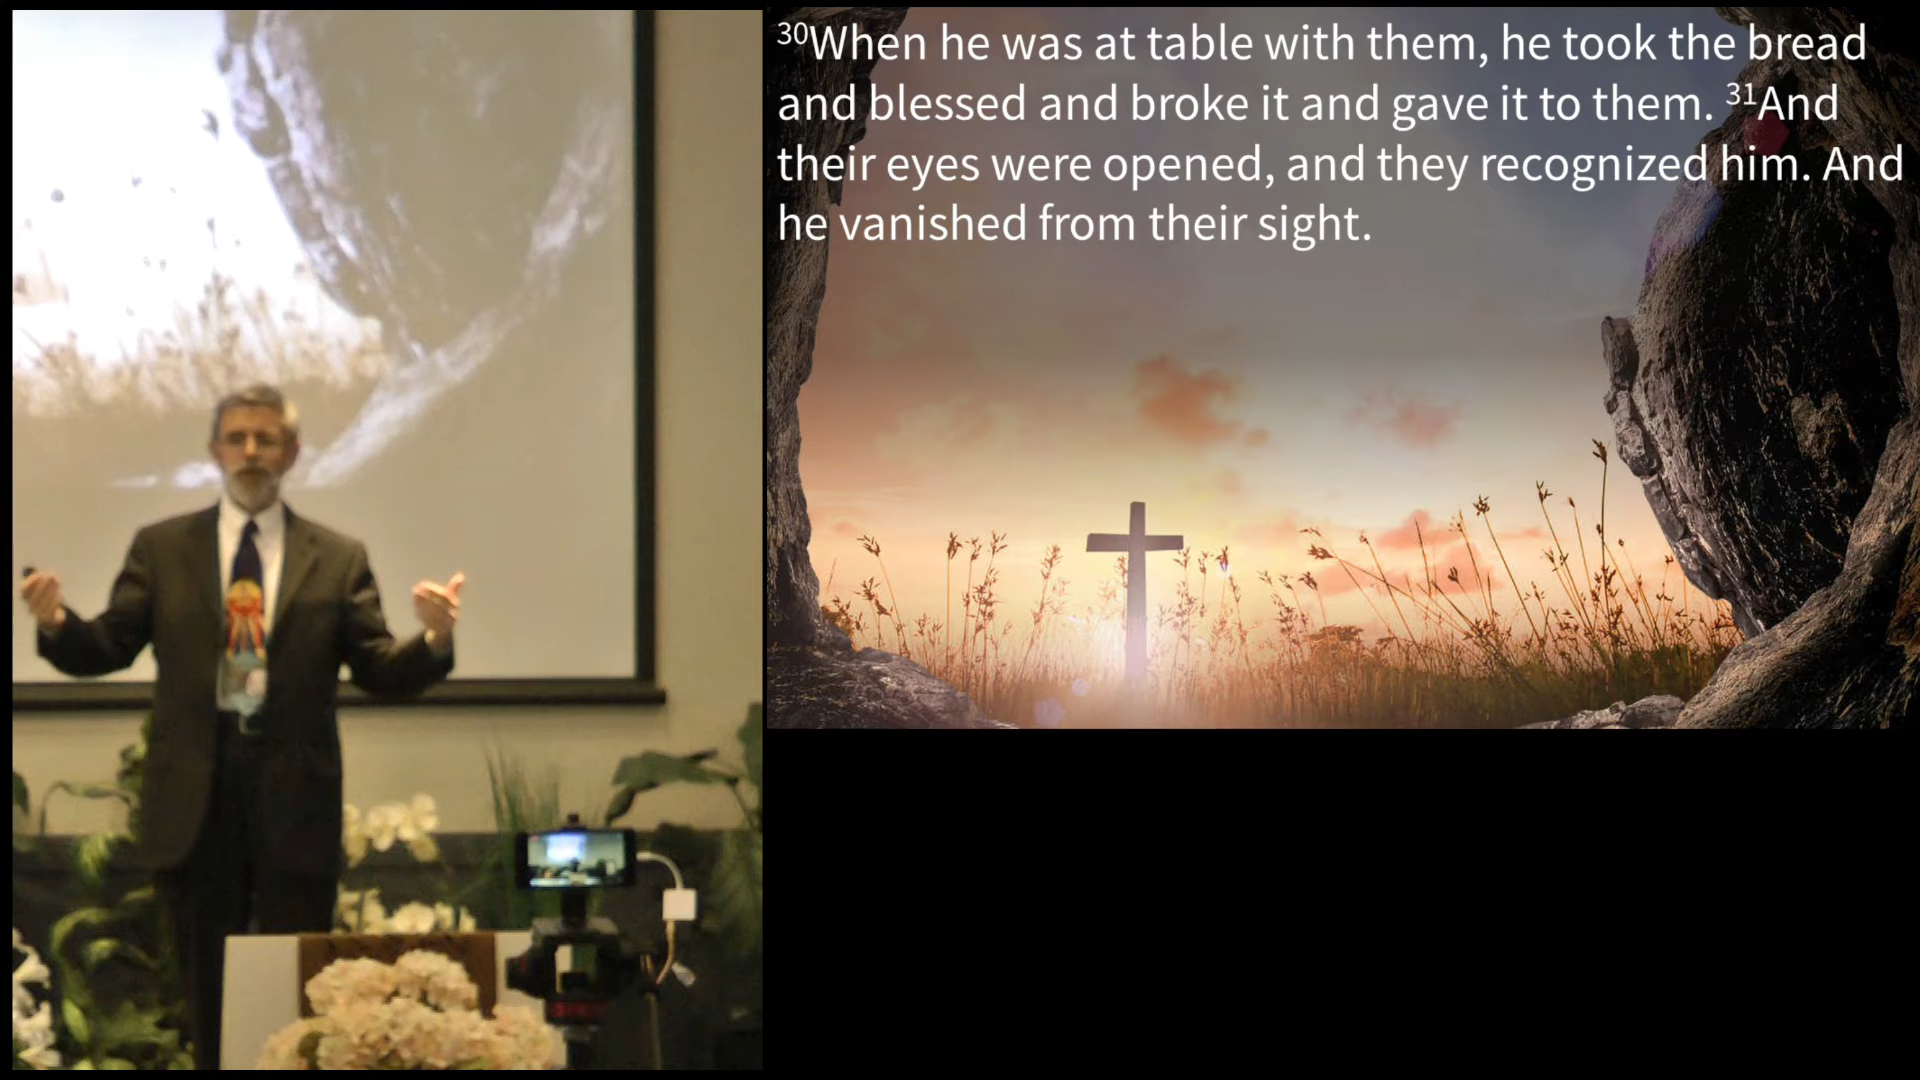 ³⁰When he was at table with them, he took the bread
and blessed and broke it and gave it to them. ³¹And
their eyes were opened, and they recognized him. And
he vanished from their sight.